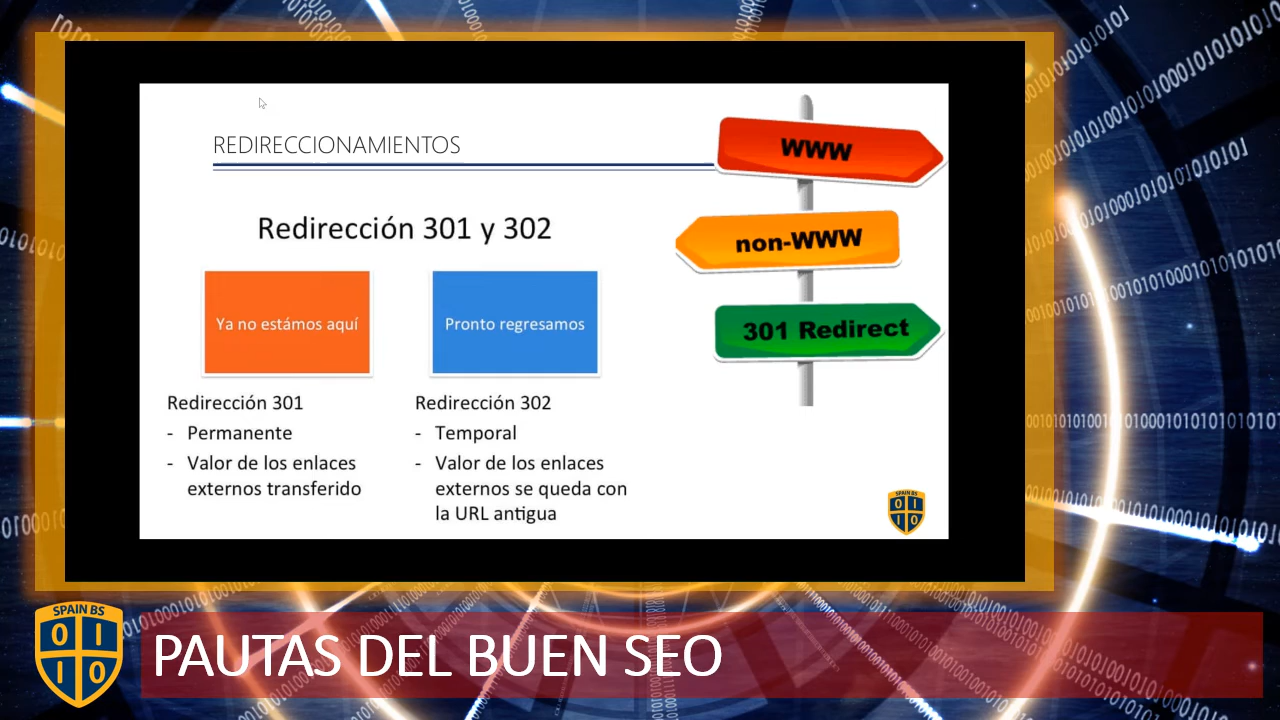 REDIRECCIONAMIENTOS
WWW
non-WWW
301 Redirect
Redirección 301 y 302
Ya no estámos aquí
Pronto regresamos
Redirección 301
- Permanente
- Valor de los enlaces
externos transferido
Redirección 302
- Temporal
- Valor de los enlaces
externos se queda con
la URL antigua
SPAIN BS
O I
I O
SPAIN BS
O I
I O
PAUTAS DEL BUEN SEO